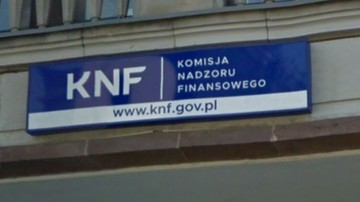 KNF
KOMISJA
NADZORU
FINANSOWEGO
www.knf.gov.pl